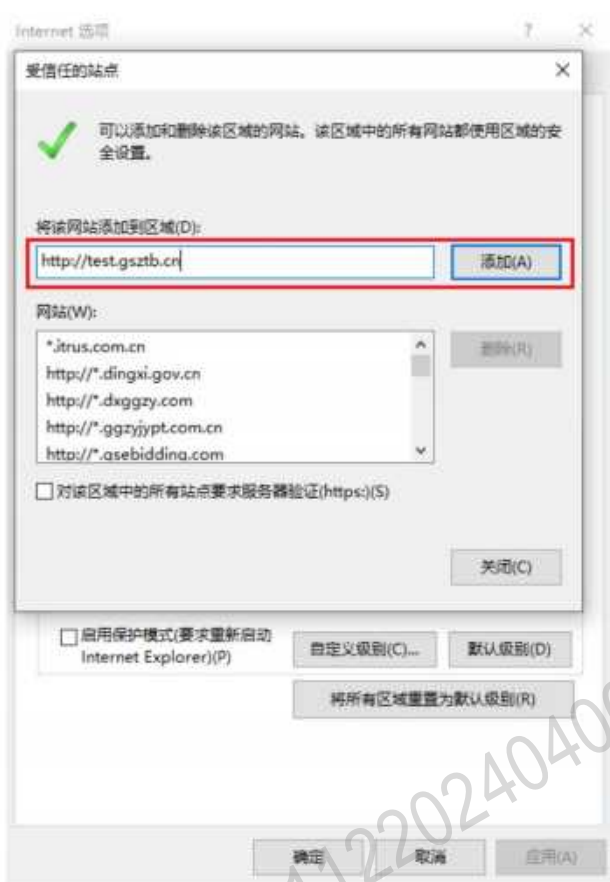 Internet 选项
? ×
受信任的站点
×
可以添加和删除该区域的网站。该区域中的所有网站都使用区域的安
全设置。
将该网站添加到区域(D):
http://test.gsztb.cn
添加(A)
网站(W):
*.itrus.com.cn
删除(R)
http://*.dingxi.gov.cn
http://*.dxggzy.com
http://*.ggzyjypt.com.cn
http://*.gsebidding.com
对该区域中的所有站点要求服务器验证(https:)(S)
关闭(C)
启用保护模式(要求重新启动
Internet Explorer)(P)
自定义级别(C)...
默认级别(D)
将所有区域重置为默认级别(R)
确定
取消
应用(A)